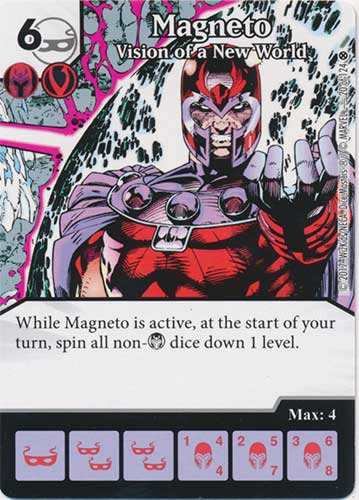 6
Magneto
Vision of a New World
While Magneto is active, at the start of your
turn, spin all non- dice down 1 level.
Max: 4
1 4 4
2 5 7
3 6 8